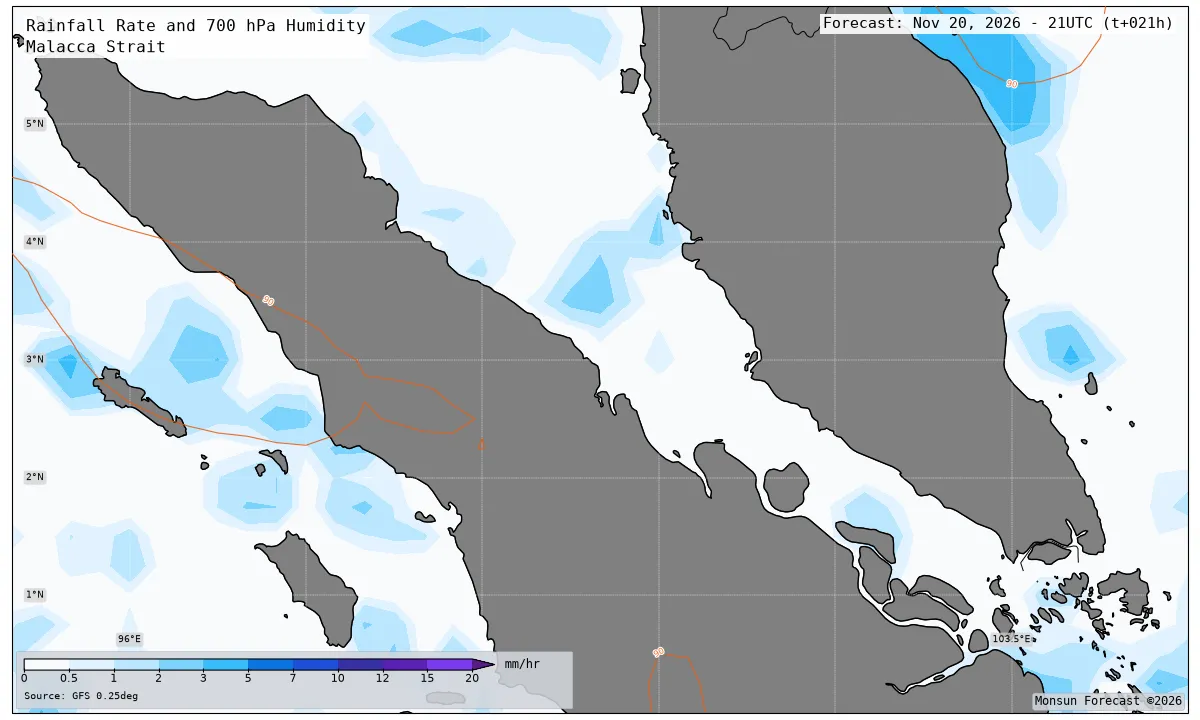 Rainfall Rate and 700 hPa Humidity
Malacca Strait
Forecast: Nov 20, 2026 - 21UTC (t+021h)
90
5°N
4°N
90
3°N
2°N
1°N
96°E
103.5°E
90
mm/hr
0 0.5 1 2 3 5 7 10 12 15 20
Source: GFS 0.25deg
Monsun Forecast ©2026